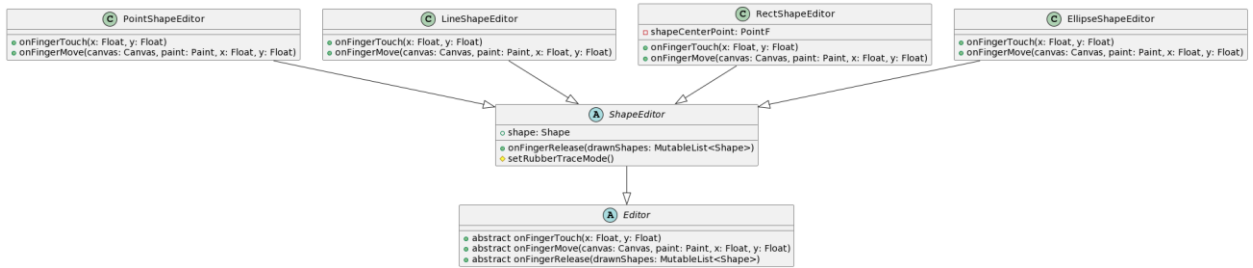 C PointShapeEditor
onFingerTouch(x: Float, y: Float)
onFingerMove(canvas: Canvas, paint: Paint, x: Float, y: Float)
C LineShapeEditor
onFingerTouch(x: Float, y: Float)
onFingerMove(canvas: Canvas, paint: Paint, x: Float, y: Float)
C RectShapeEditor
shapeCenterPoint: PointF
onFingerTouch(x: Float, y: Float)
onFingerMove(canvas: Canvas, paint: Paint, x: Float, y: Float)
C EllipseShapeEditor
onFingerTouch(x: Float, y: Float)
onFingerMove(canvas: Canvas, paint: Paint, x: Float, y: Float)
A ShapeEditor
shape: Shape
onFingerRelease(drawnShapes: MutableList<Shape>)
setRubberTraceMode()
A Editor
abstract onFingerTouch(x: Float, y: Float)
abstract onFingerMove(canvas: Canvas, paint: Paint, x: Float, y: Float)
abstract onFingerRelease(drawnShapes: MutableList<Shape>)